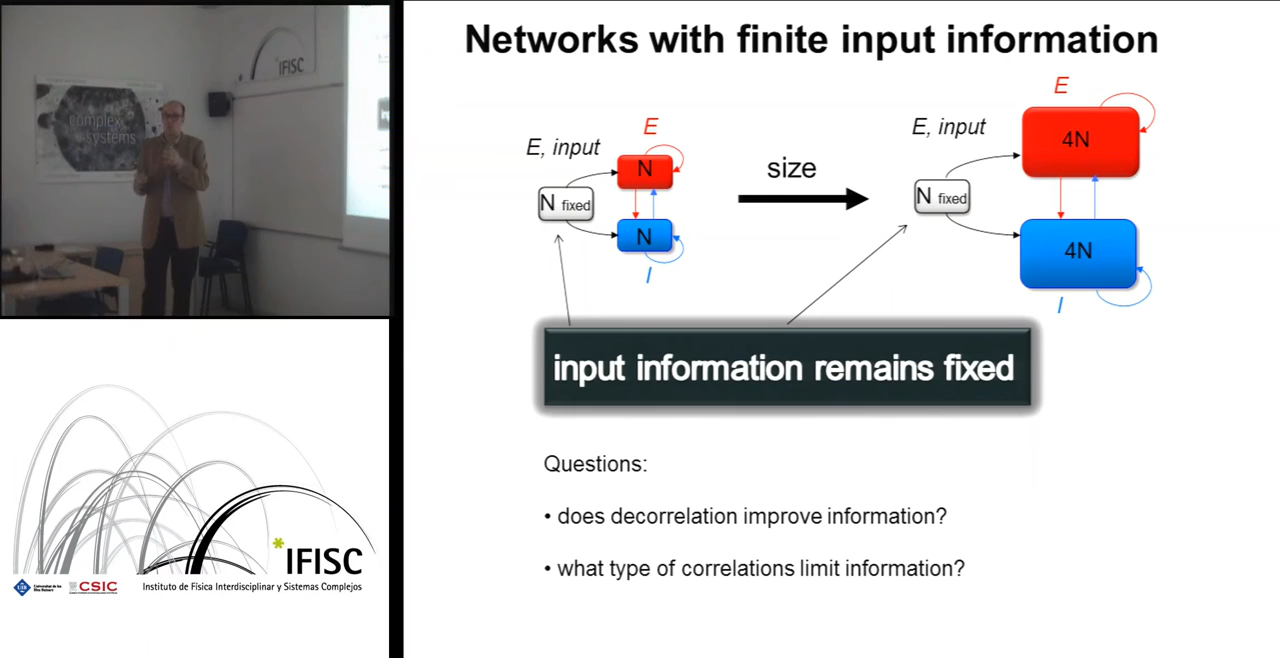 IFISC
complex
systems
Networks with finite input information
E, input
E
N
N fixed
N
I
size
E, input
E
4N
N fixed
4N
I
input information remains fixed
Questions:
• does decorrelation improve information?
• what type of correlations limit information?
*IFISC
CSIC
Instituto de Física Interdisciplinar y Sistemas Complejos